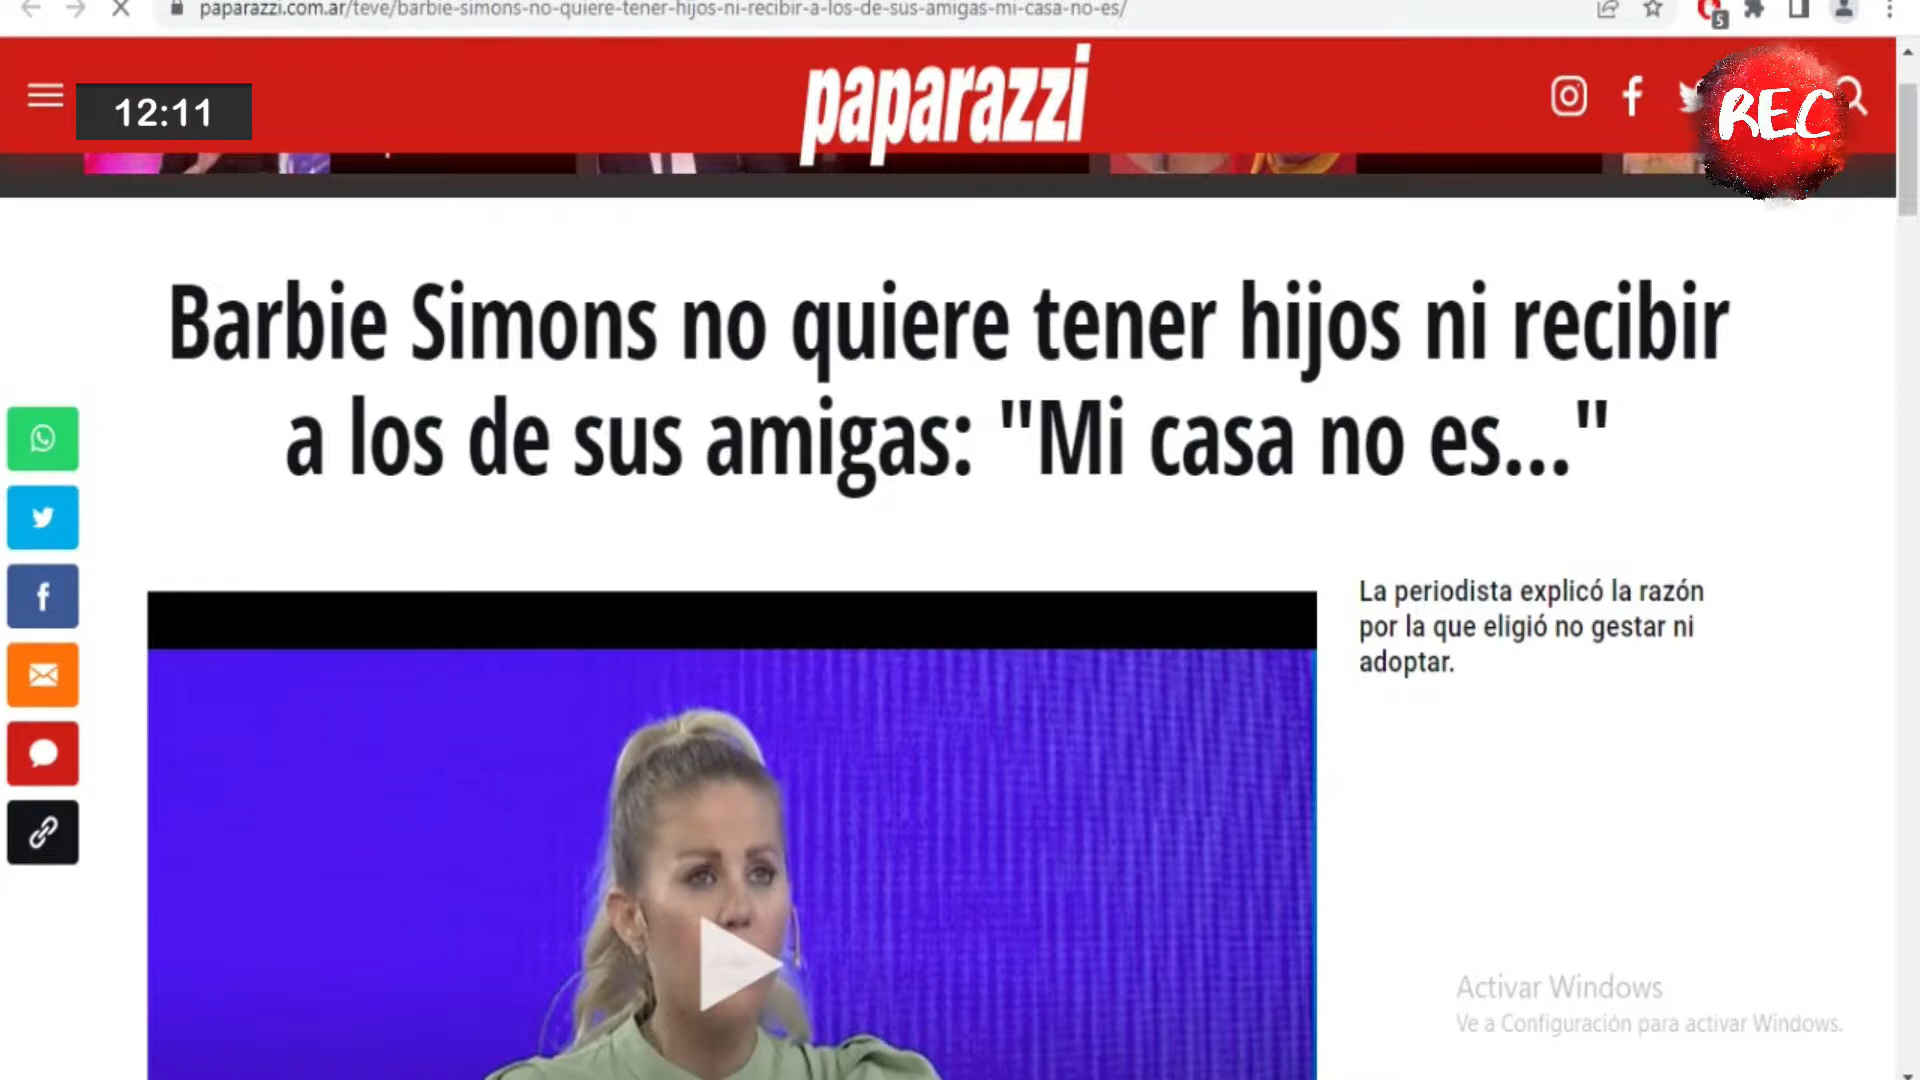 paparazzi.com.ar/teve/barbie-simons-no-quiere-tener-hijos-ni-recibir-a-los-de-sus-amigas-mi-casa-no-es/
5
12:11
paparazzi
REC
Barbie Simons no quiere tener hijos ni recibir
a los de sus amigas: "Mi casa no es..."
La periodista explicó la razón
por la que eligió no gestar ni
adoptar.
Activar Windows
Ve a Configuración para activar Windows.